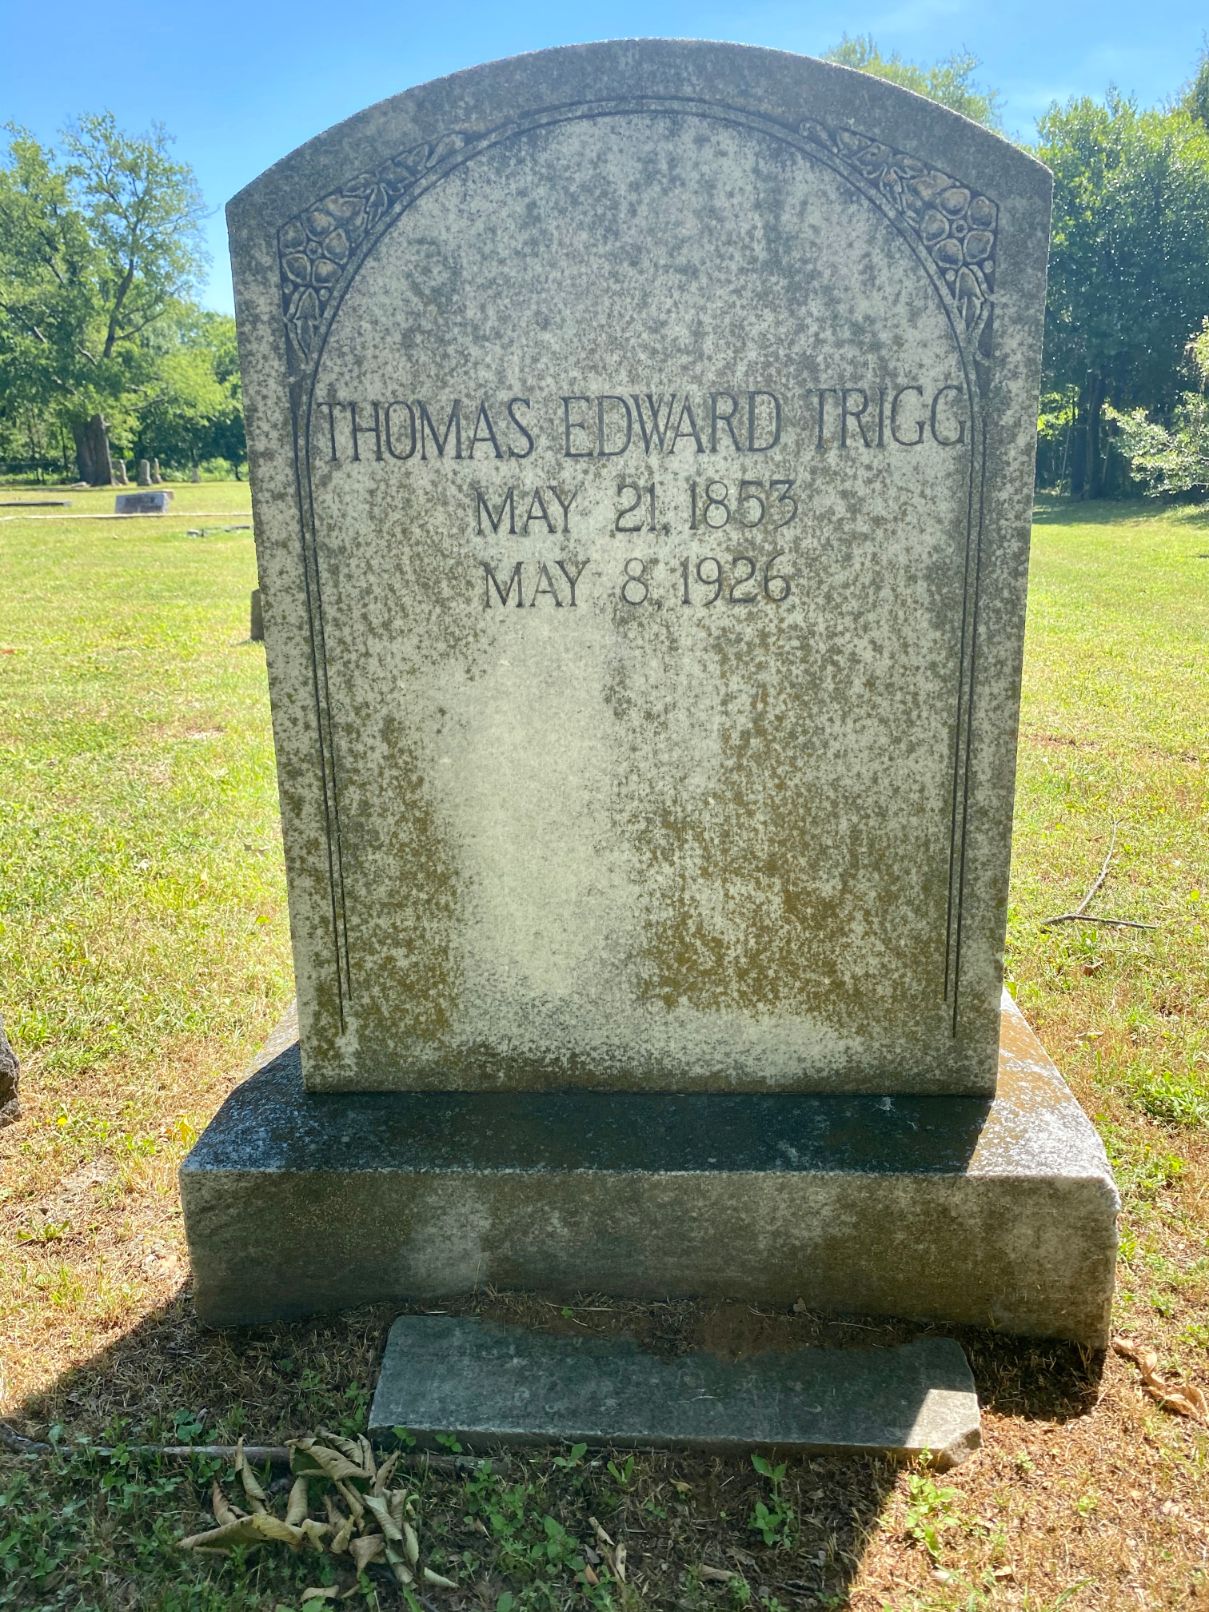 THOMAS EDWARD TRIGG
MAY 21, 1853
MAY 8, 1926